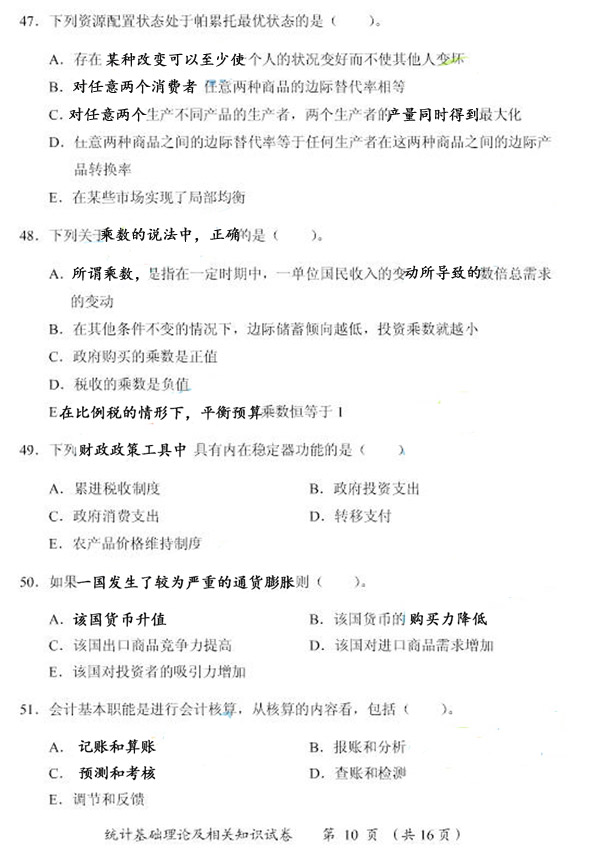 47. 下列资源配置状态处于帕累托最优状态的是（　　）。
A. 存在 某种改变可以至少使一个人的状况变好而不使其他人变坏
B. 对任意两个消费者 任意两种商品的边际替代率相等
C. 对任意两个生产不同产品的生产者，两个生产者的产量同时得到最大化
D. 任意两种商品之间的边际替代率等于任何生产者在这两种商品之间的边际产
品转换率
E. 在某些市场实现了局部均衡
48. 下列关于乘数的说法中，正确的是（　　）。
A. 所谓乘数，是指在一定时期中，一单位国民收入的变动所导致的数倍总需求
的变动
B. 在其他条件不变的情况下，边际储蓄倾向越低，投资乘数就越小
C. 政府购买的乘数是正值
D. 税收的乘数是负值
E 在比例税的情形下，平衡预算乘数恒等于 1
49. 下列财政政策工具中 具有内在稳定器功能的是（　　）
A. 累进税收制度　　B. 政府投资支出
C. 政府消费支出　　D. 转移支付
E. 农产品价格维持制度
50. 如果一国发生了较为严重的通货膨胀则（　　）。
A. 该国货币升值　　B. 该国货币的 购买力降低
C. 该国出口商品竞争力提高　　D. 该国对进口商品需求增加
E. 该国对投资者的吸引力增加
51. 会计基本职能是进行会计核算，从核算的内容看，包括（　　）。
A. 记账和算账　　B. 报账和分析
C. 预测和考核　　D. 查账和检测
E. 调节和反馈
统计基础理论及相关知识试卷　第 10 页 （共 16 页）